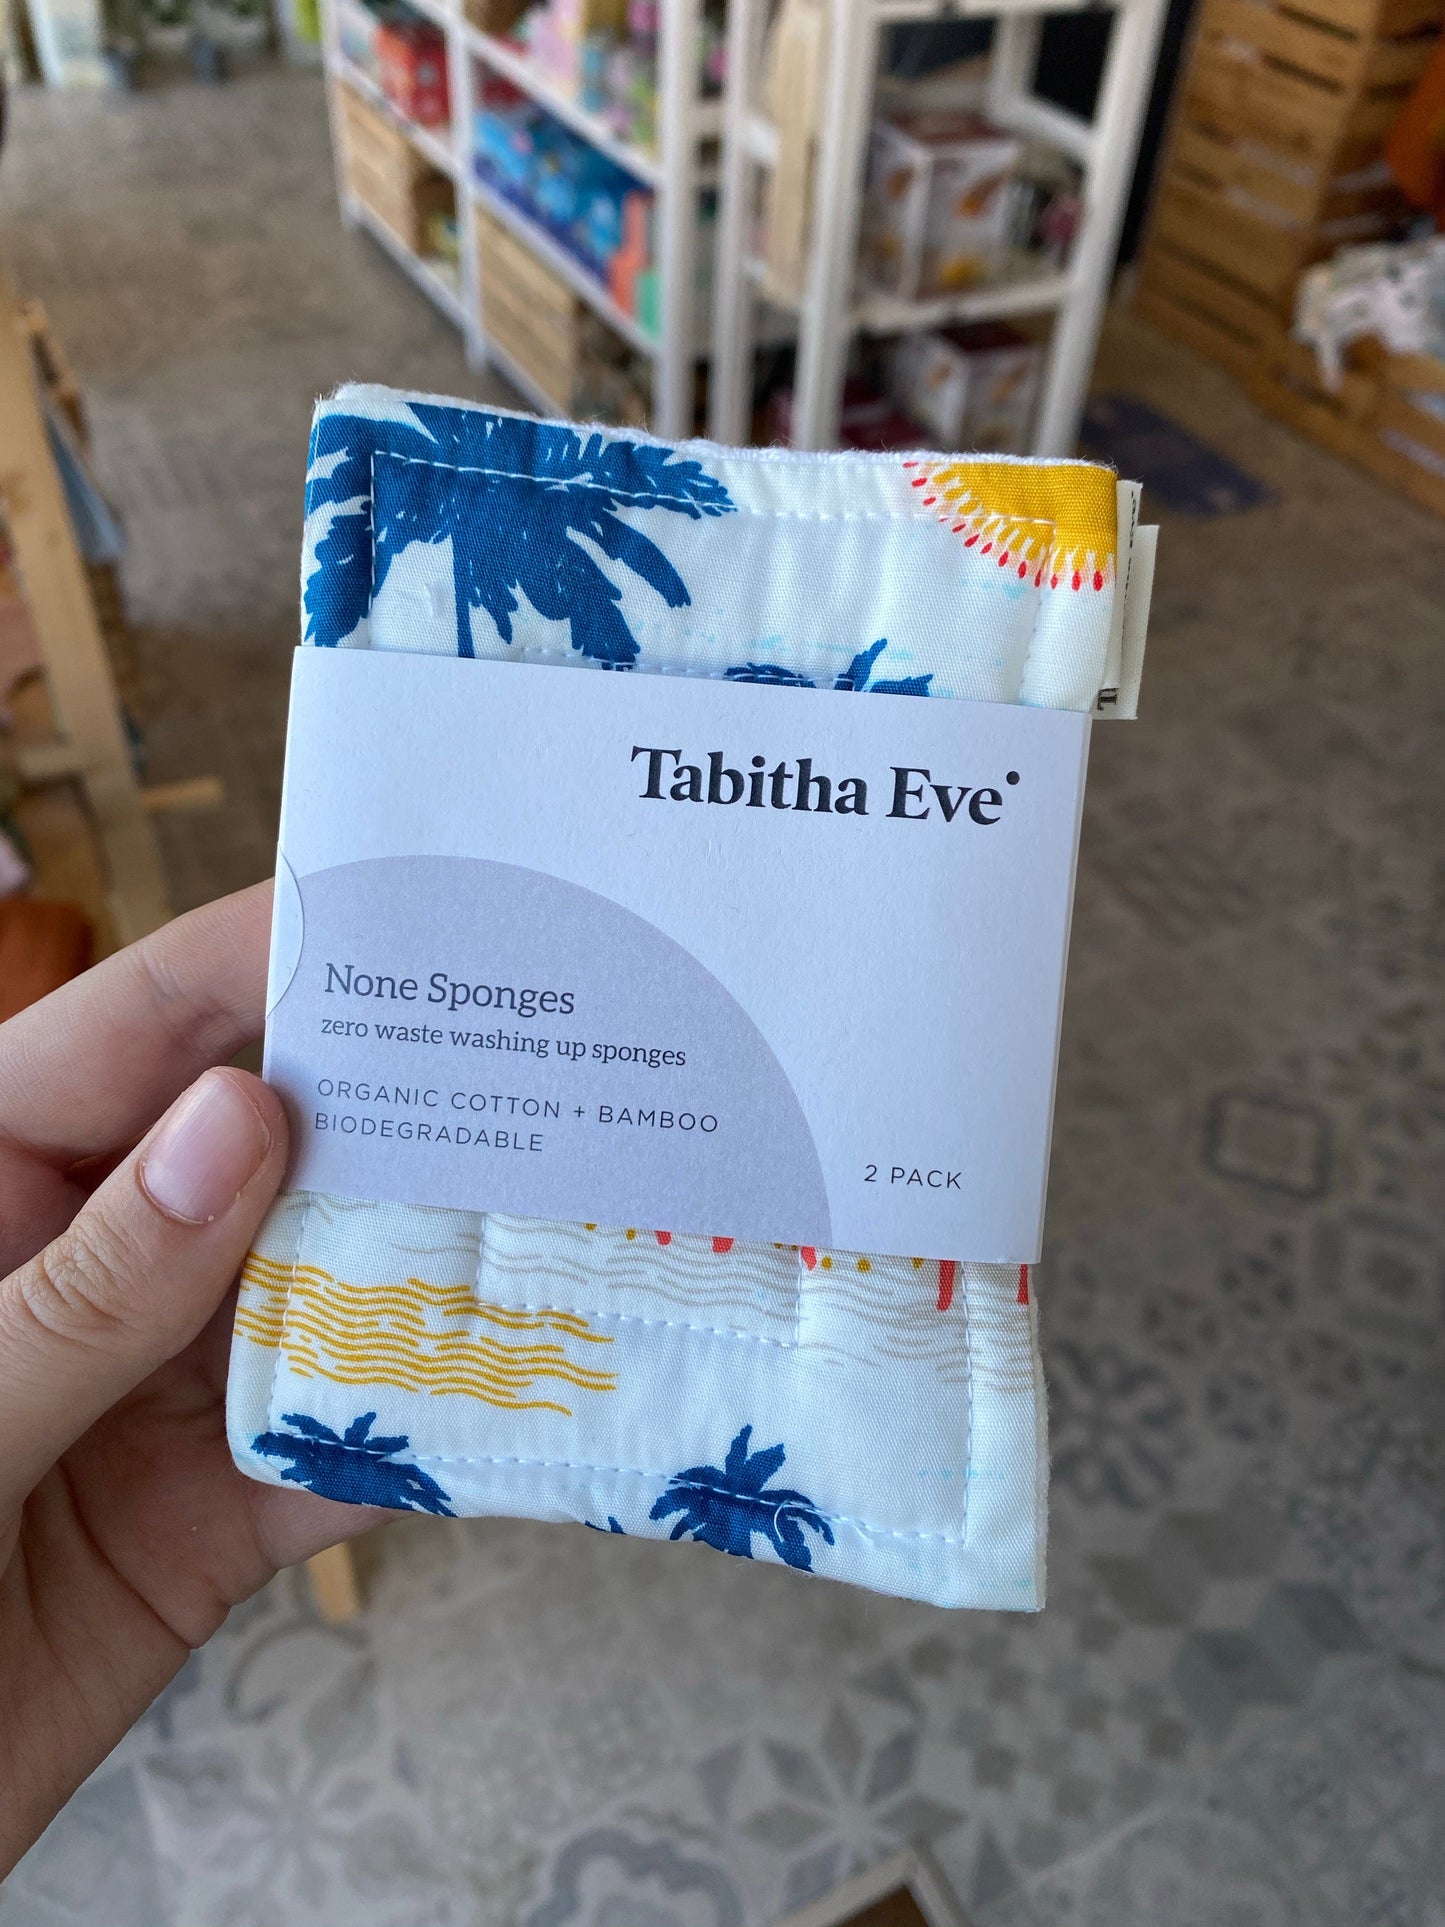 Tabitha Eve
None Sponges
zero waste washing up sponges
ORGANIC COTTON + BAMBOO
BIODEGRADABLE
2 PACK